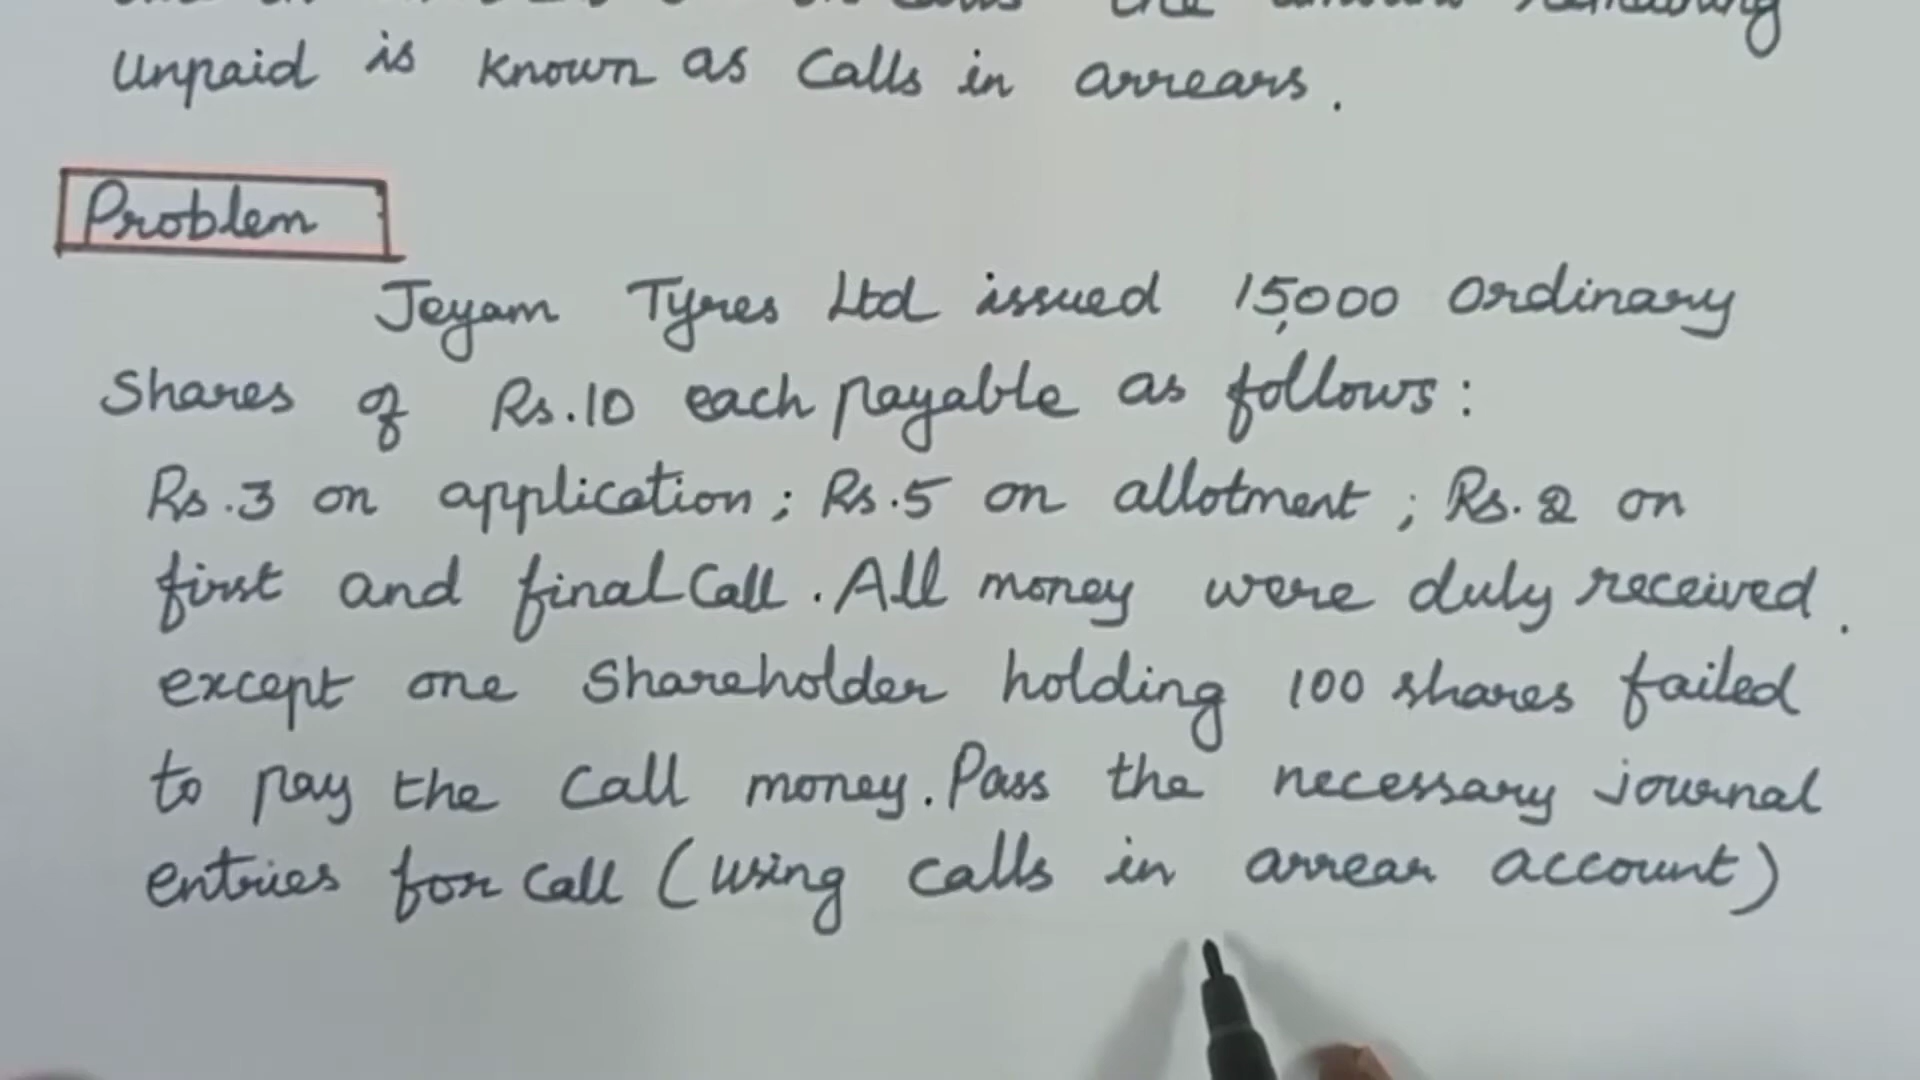 Unpaid is known as Calls in arrears.
Problem
Jeyam Tyres Ltd issued 15,000 ordinary
Shares of Rs.10 each payable as follows:
Rs.3 on application; Rs.5 on allotment; Rs.2 on
first and final Call. All money were duly received.
except one Shareholder holding 100 shares failed
to pay the call money. Pass the necessary journal
entries for call (using calls in arrear account)